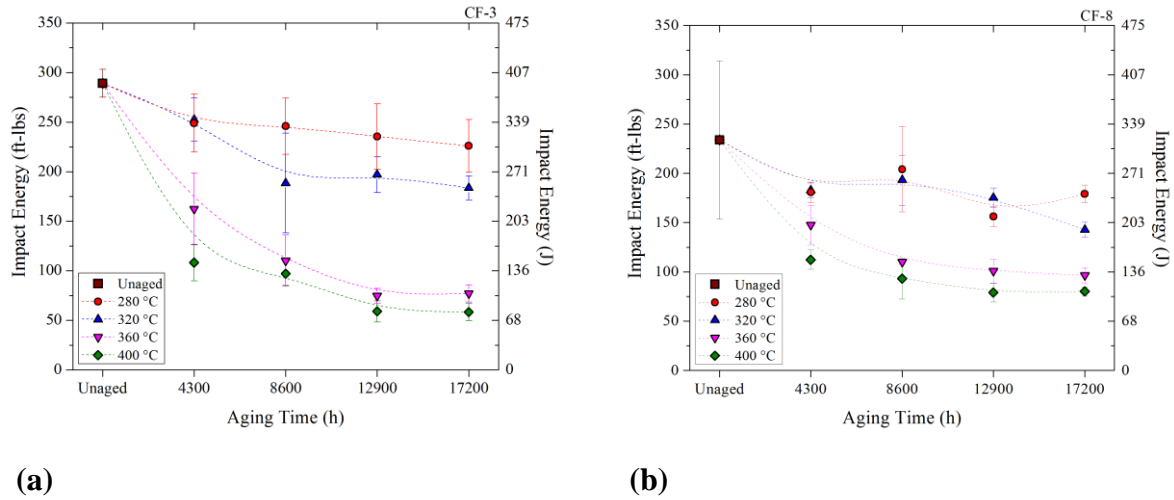 CF-3
350
300
250
200
150
100
50
0
Impact Energy (ft-lbs)
475
407
339
271
203
136
68
0
Impact Energy (J)
Unaged
280 °C
320 °C
360 °C
400 °C
Unaged 4300 8600 12900 17200
Aging Time (h)
(a)
CF-8
350
300
250
200
150
100
50
0
Impact Energy (ft-lbs)
475
407
339
271
203
136
68
0
Impact Energy (J)
Unaged
280 °C
320 °C
360 °C
400 °C
Unaged 4300 8600 12900 17200
Aging Time (h)
(b)